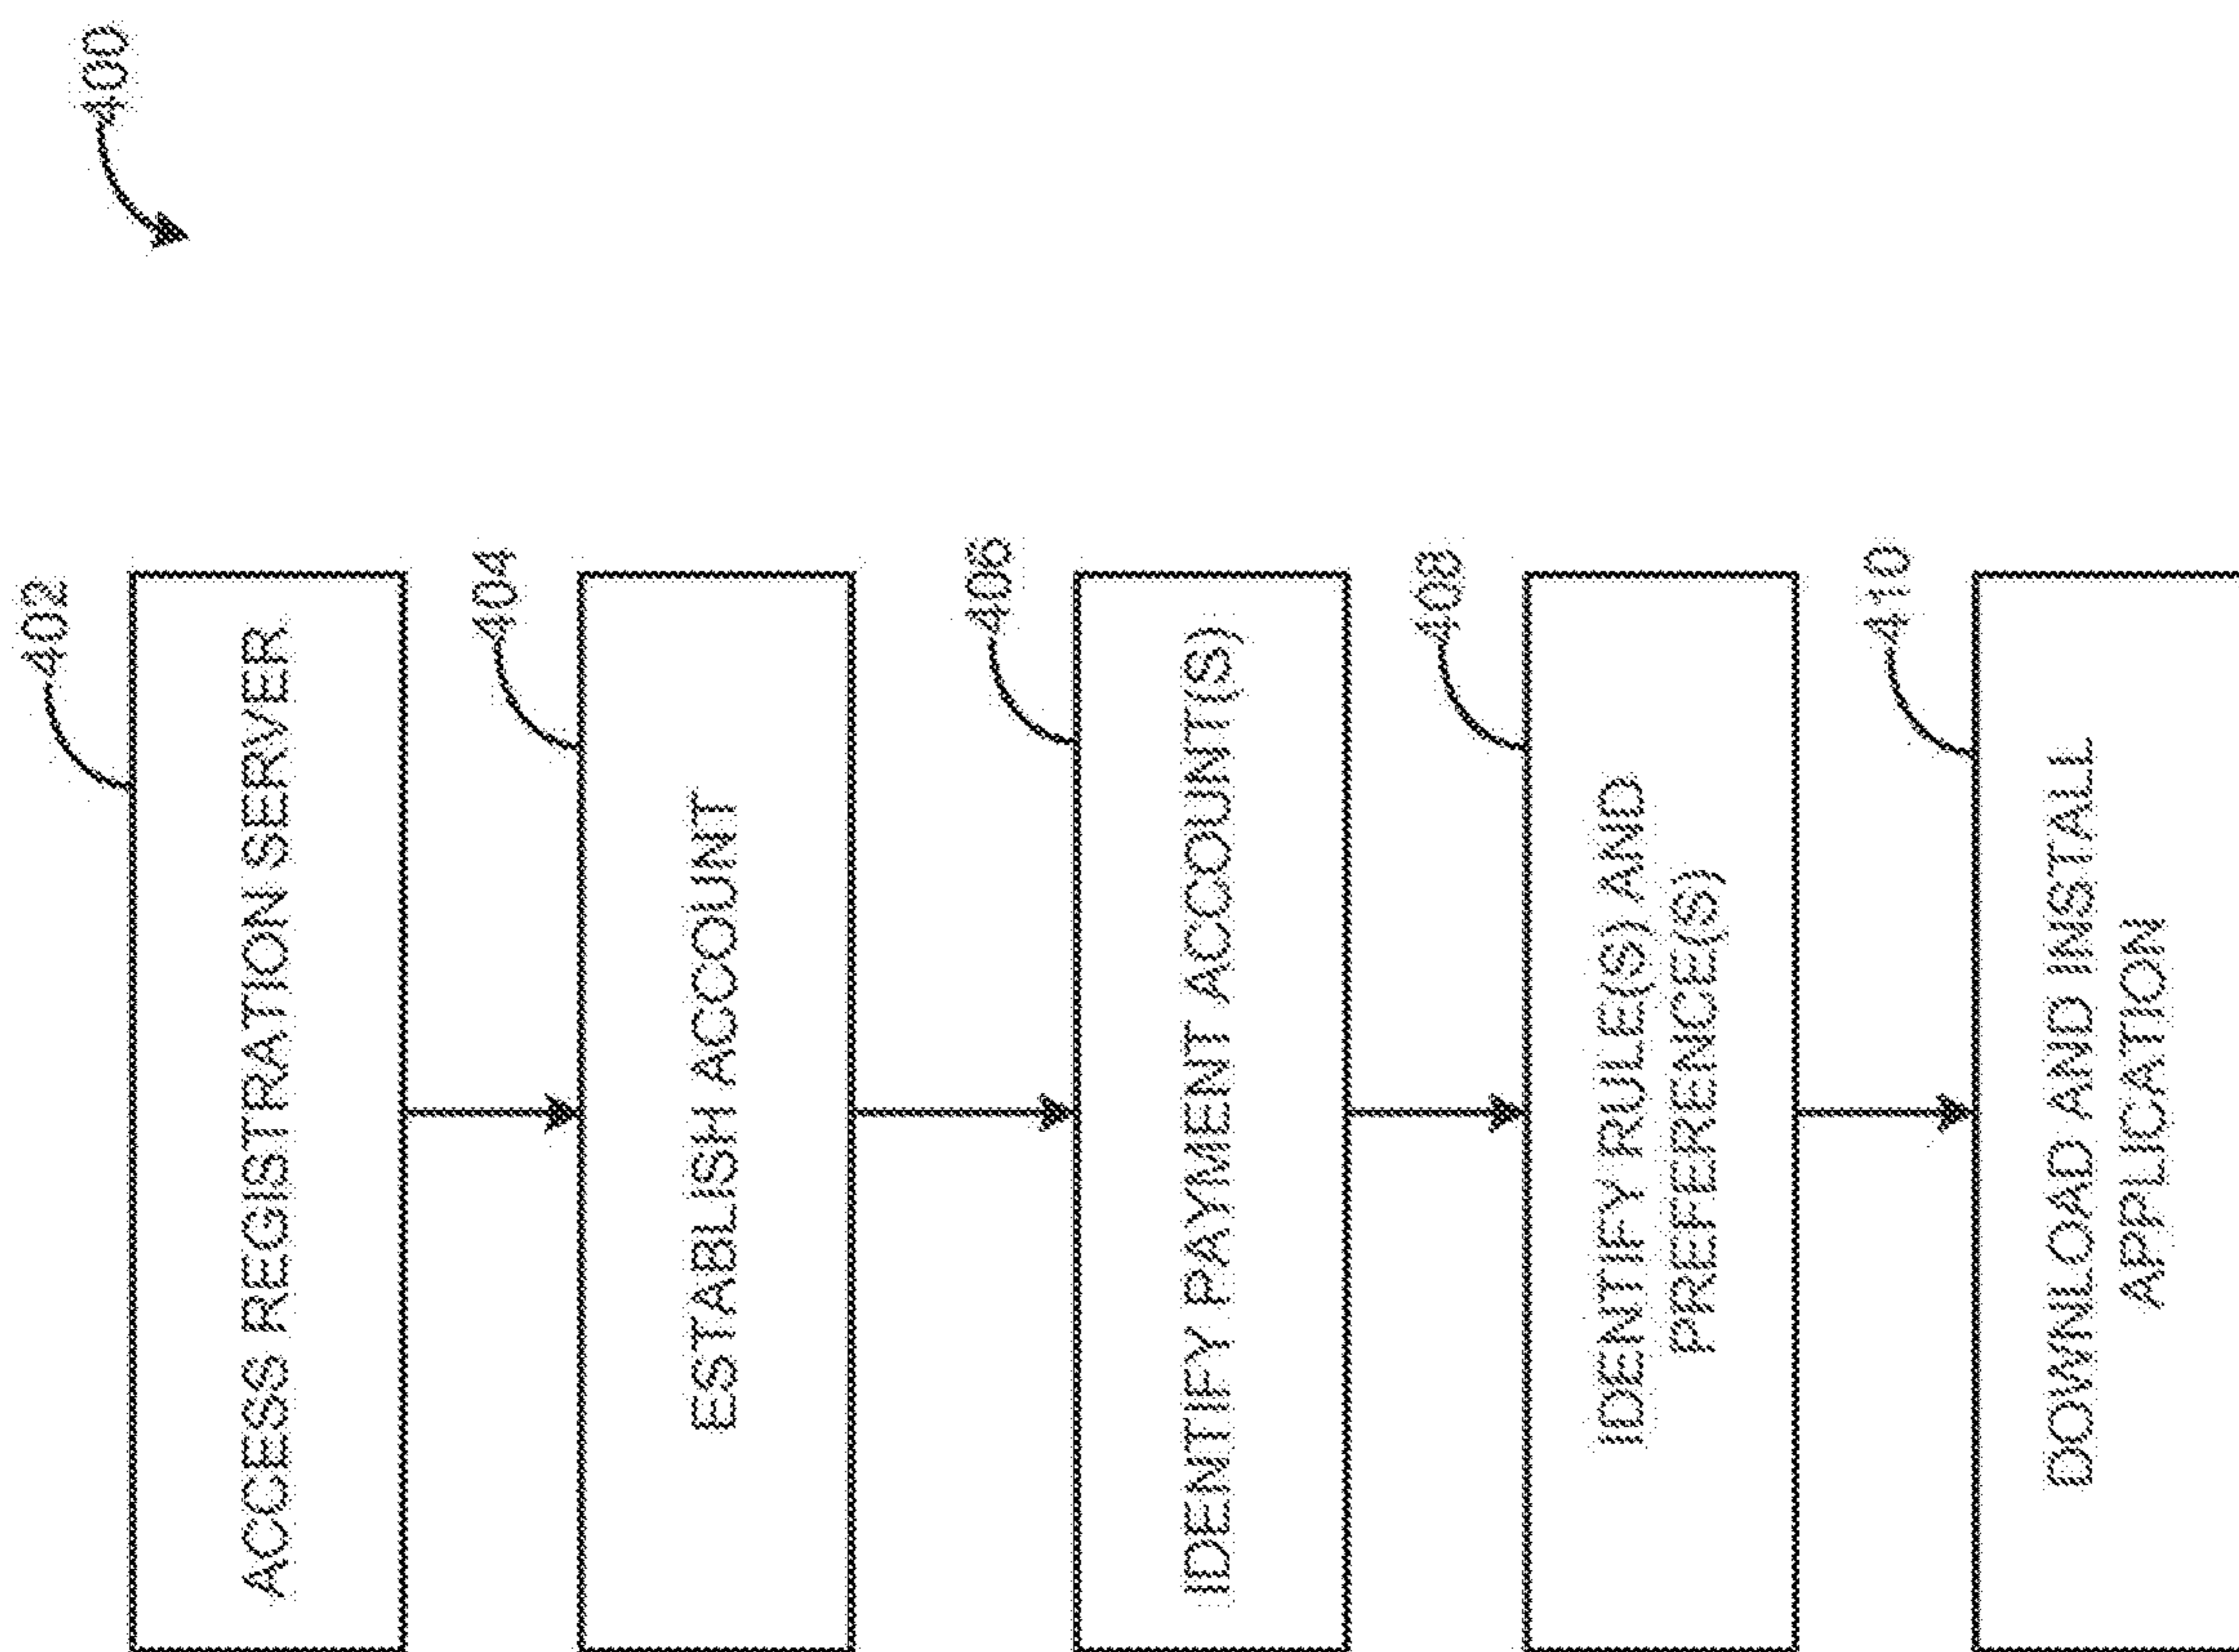 400
402
ACCESS REGISTRATION SERVER
404
ESTABLISH ACCOUNT
406
IDENTIFY PAYMENT ACCOUNT(S)
408
IDENTIFY RULE(S) AND
PREFERENCE(S)
410
DOWNLOAD AND INSTALL
APPLICATION